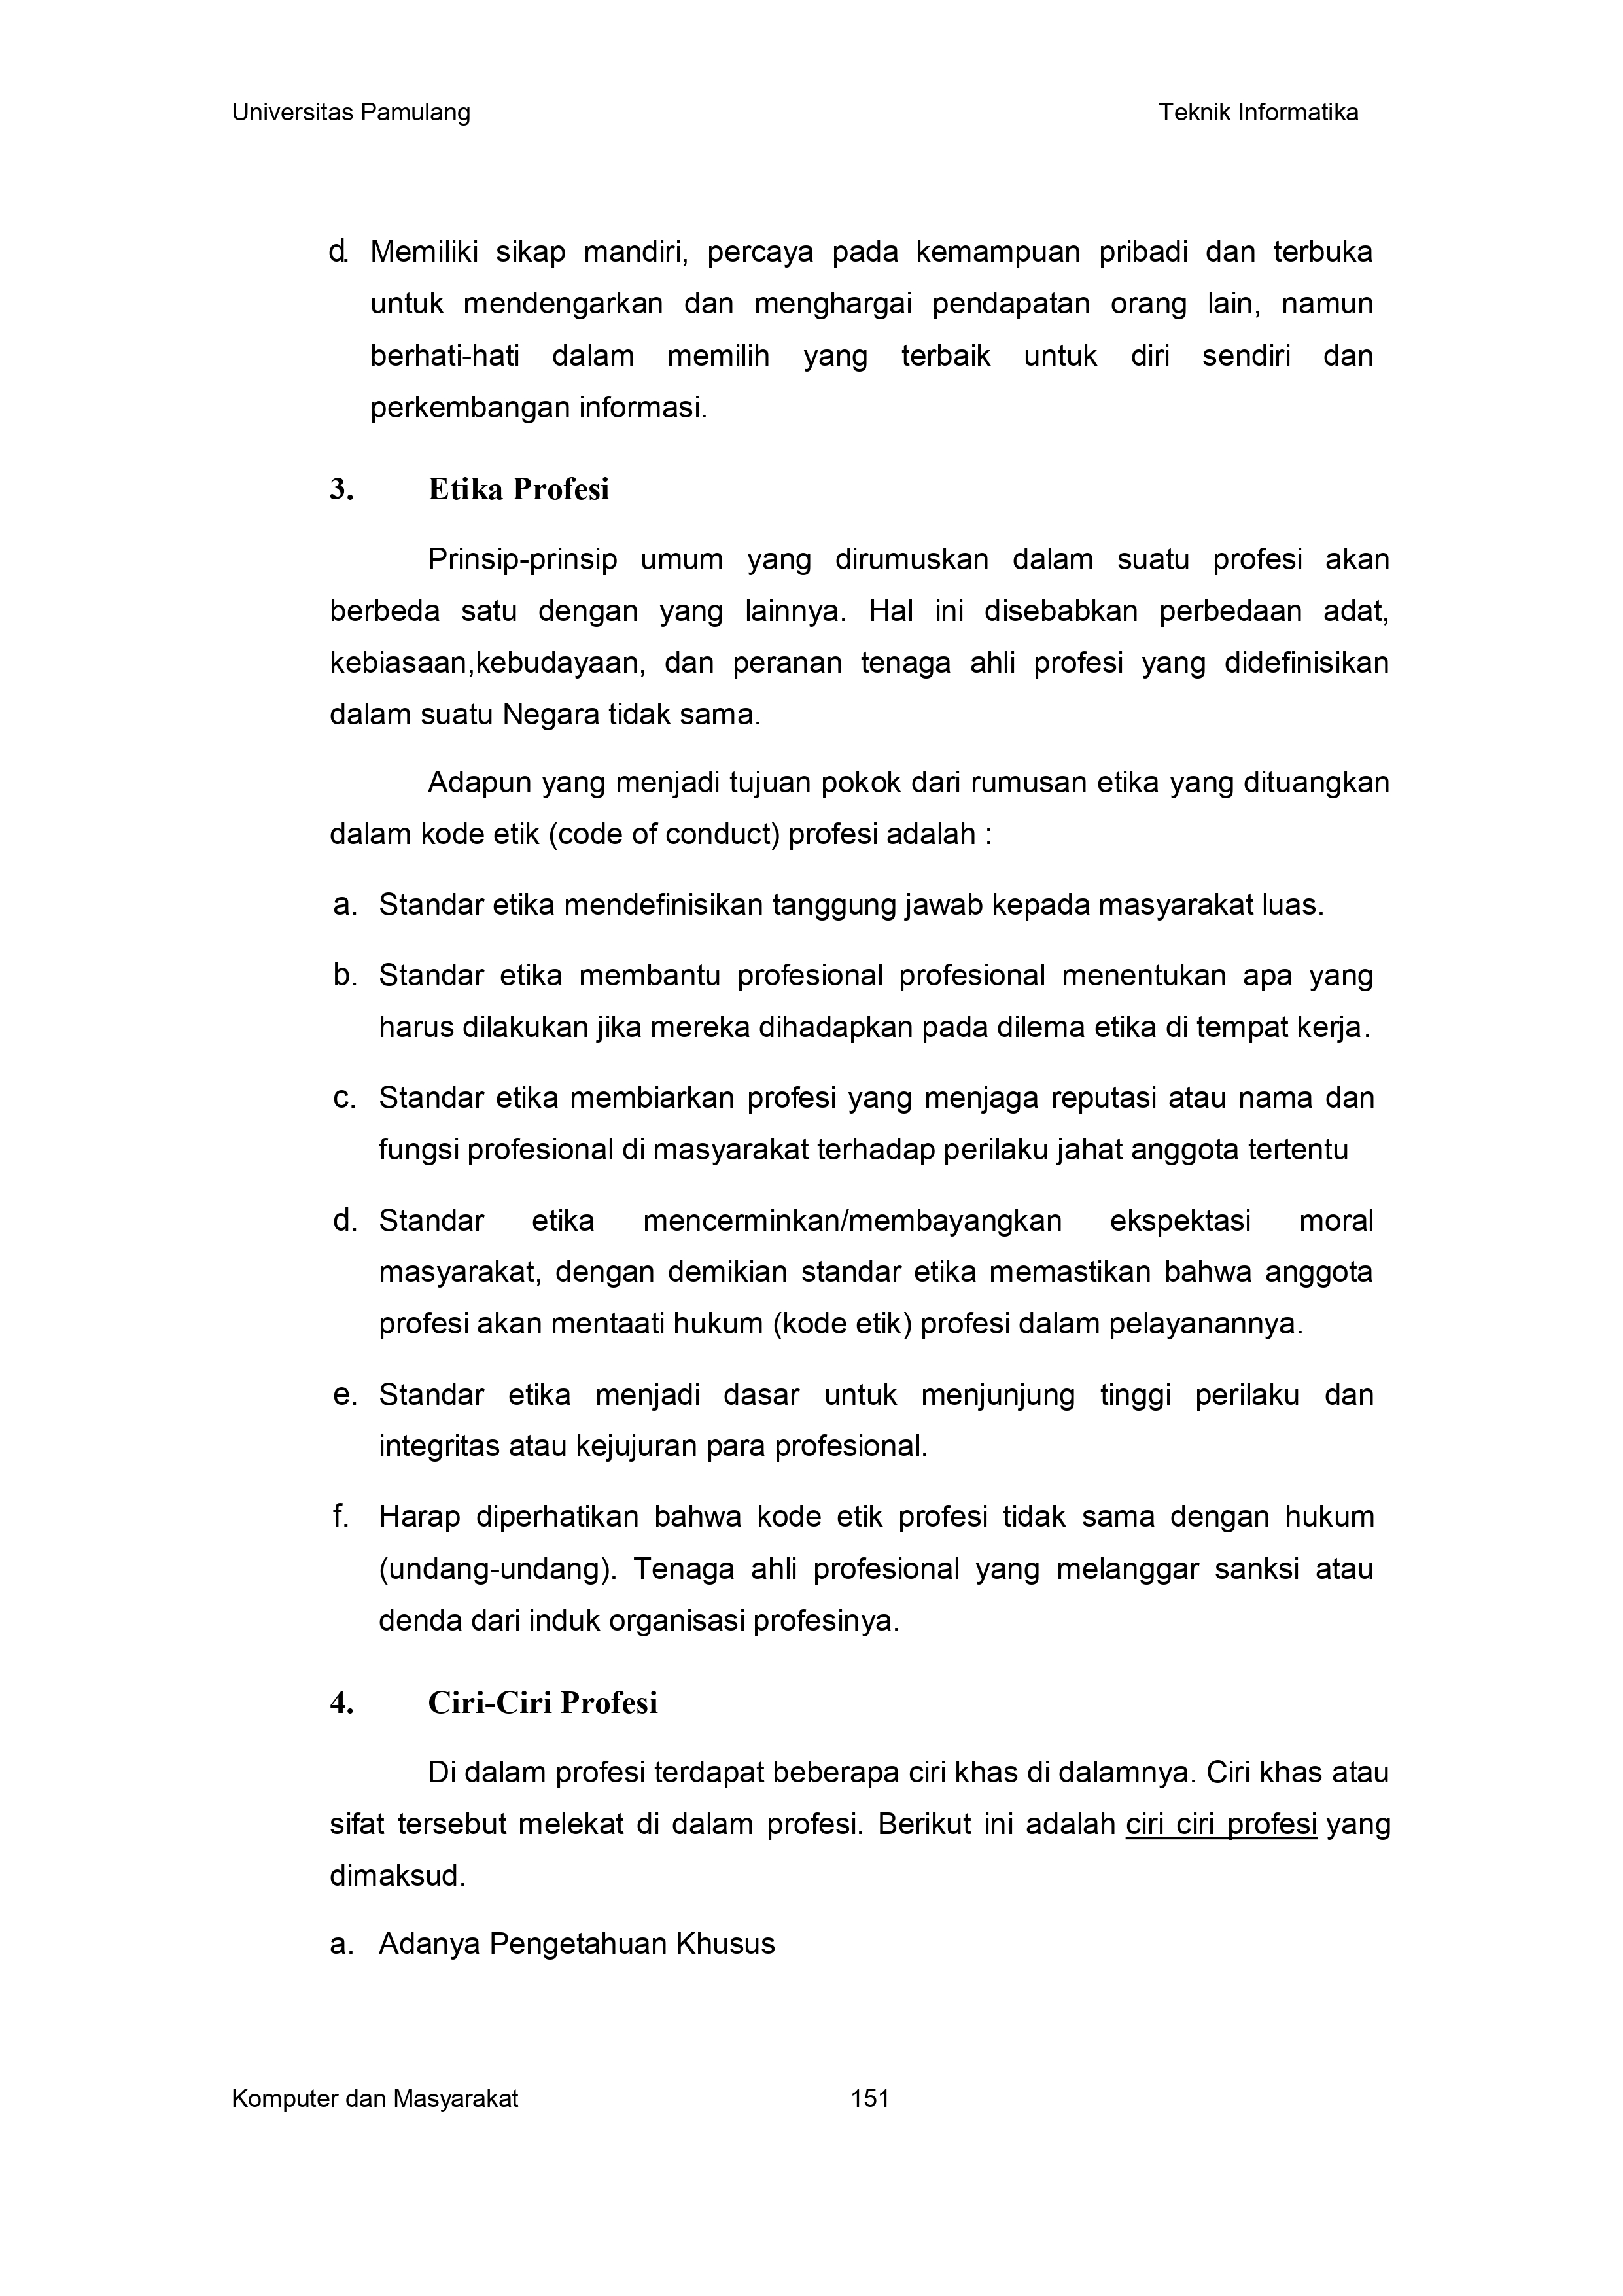 Universitas Pamulang Teknik Informatika
d. Memiliki sikap mandiri, percaya pada kemampuan pribadi dan terbuka
untuk mendengarkan dan menghargai pendapatan orang lain, namun
berhati-hati dalam memilih yang terbaik untuk diri sendiri dan
perkembangan informasi.
3. Etika Profesi
Prinsip-prinsip umum yang dirumuskan dalam suatu profesi akan
berbeda satu dengan yang lainnya. Hal ini disebabkan perbedaan adat,
kebiasaan,kebudayaan, dan peranan tenaga ahli profesi yang didefinisikan
dalam suatu Negara tidak sama.
Adapun yang menjadi tujuan pokok dari rumusan etika yang dituangkan
dalam kode etik (code of conduct) profesi adalah :
a. Standar etika mendefinisikan tanggung jawab kepada masyarakat luas.
b. Standar etika membantu profesional profesional menentukan apa yang
harus dilakukan jika mereka dihadapkan pada dilema etika di tempat kerja.
c. Standar etika membiarkan profesi yang menjaga reputasi atau nama dan
fungsi profesional di masyarakat terhadap perilaku jahat anggota tertentu
d. Standar etika mencerminkan/membayangkan ekspektasi moral
masyarakat, dengan demikian standar etika memastikan bahwa anggota
profesi akan mentaati hukum (kode etik) profesi dalam pelayanannya.
e. Standar etika menjadi dasar untuk menjunjung tinggi perilaku dan
integritas atau kejujuran para profesional.
f. Harap diperhatikan bahwa kode etik profesi tidak sama dengan hukum
(undang-undang). Tenaga ahli profesional yang melanggar sanksi atau
denda dari induk organisasi profesinya.
4. Ciri-Ciri Profesi
Di dalam profesi terdapat beberapa ciri khas di dalamnya. Ciri khas atau
sifat tersebut melekat di dalam profesi. Berikut ini adalah ciri ciri profesi yang
dimaksud.
a. Adanya Pengetahuan Khusus
Komputer dan Masyarakat 151